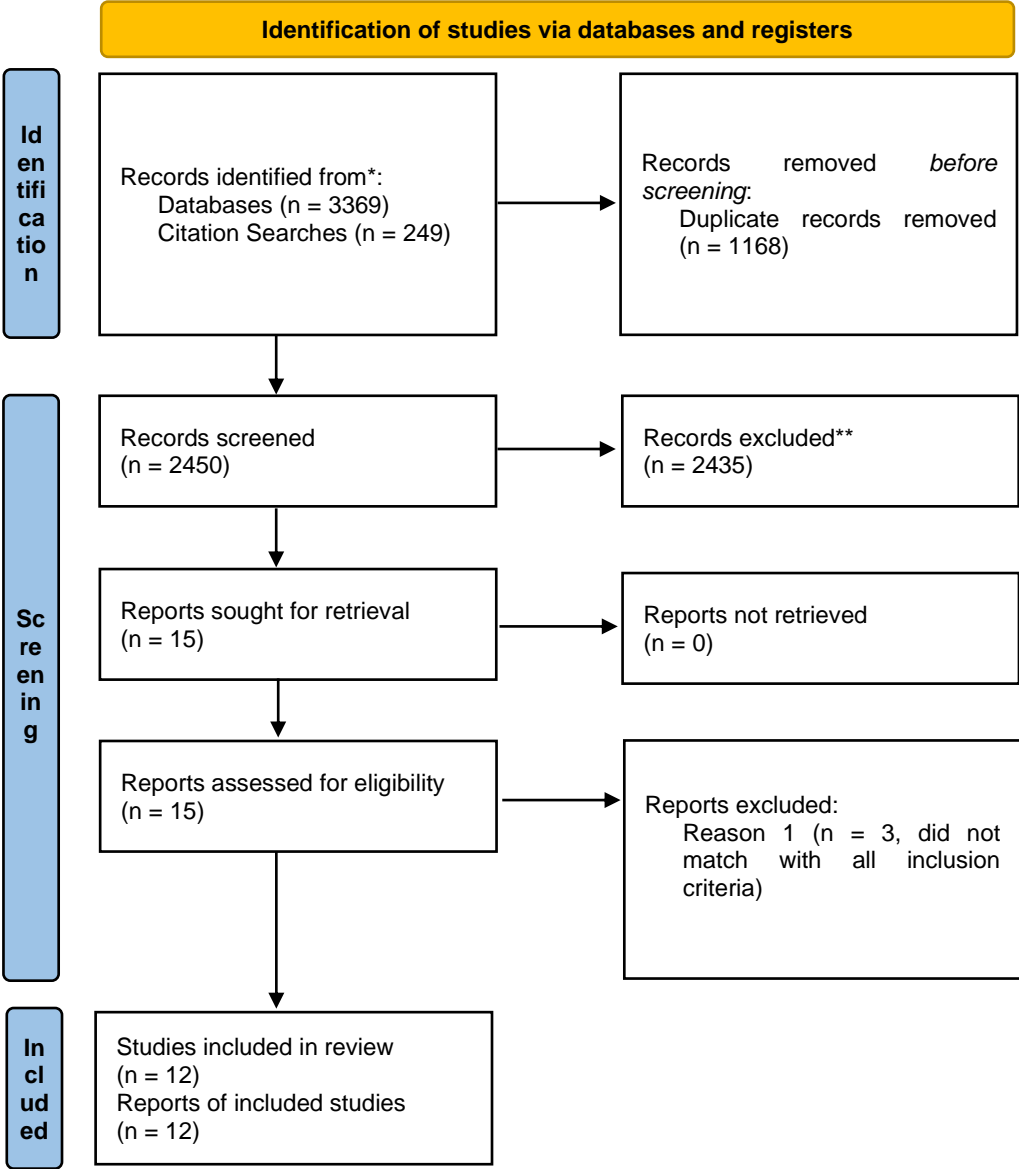 Identification of studies via databases and registers
Id
en
tifi
ca
tio
n
Records identified from*:
Databases (n = 3369)
Citation Searches (n = 249)
Records removed before
screening:
Duplicate records removed
(n = 1168)
Sc
re
en
in
g
Records screened
(n = 2450)
Records excluded**
(n = 2435)
Reports sought for retrieval
(n = 15)
Reports not retrieved
(n = 0)
Reports assessed for eligibility
(n = 15)
Reports excluded:
Reason 1 (n = 3, did not
match with all inclusion
criteria)
In
cl
ud
ed
Studies included in review
(n = 12)
Reports of included studies
(n = 12)